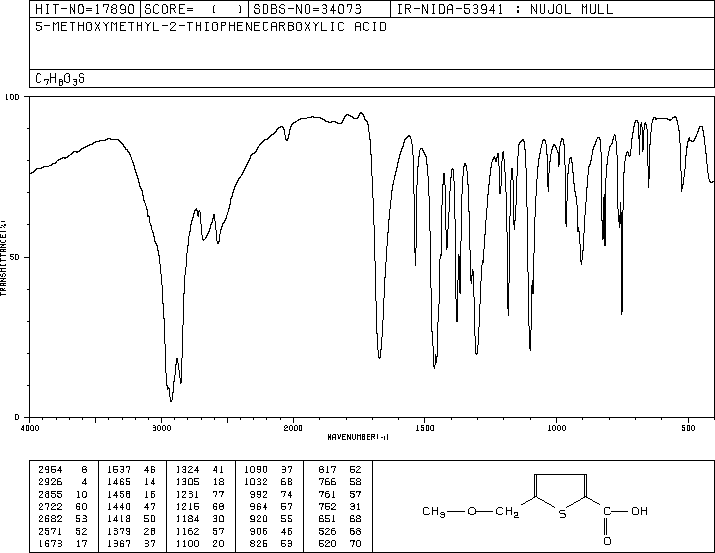 HIT-NO=17890 SCORE= ( ) SDBS-NO=34073 IR-NIDA-53941 : NUJOL MULL
5-METHOXYMETHYL-2-THIOPHENECARBOXYLIC ACID
C7H8O3S
100
50
0
TRANSMITTANCE(%)
4000 3000 2000 1500 1000 500
WAVENUMBER(-1)
2954 6 1537 46 1324 41 1090 37 817 52
2926 4 1465 14 1305 18 1032 68 766 58
2855 10 1458 16 1231 77 992 74 761 57
2722 60 1440 47 1215 68 964 57 752 31
2682 53 1418 50 1184 30 920 55 651 68
2571 52 1379 28 1162 57 906 46 526 68
1673 17 1367 37 1100 20 826 53 520 70
CH3 O CH2 S C OH
O